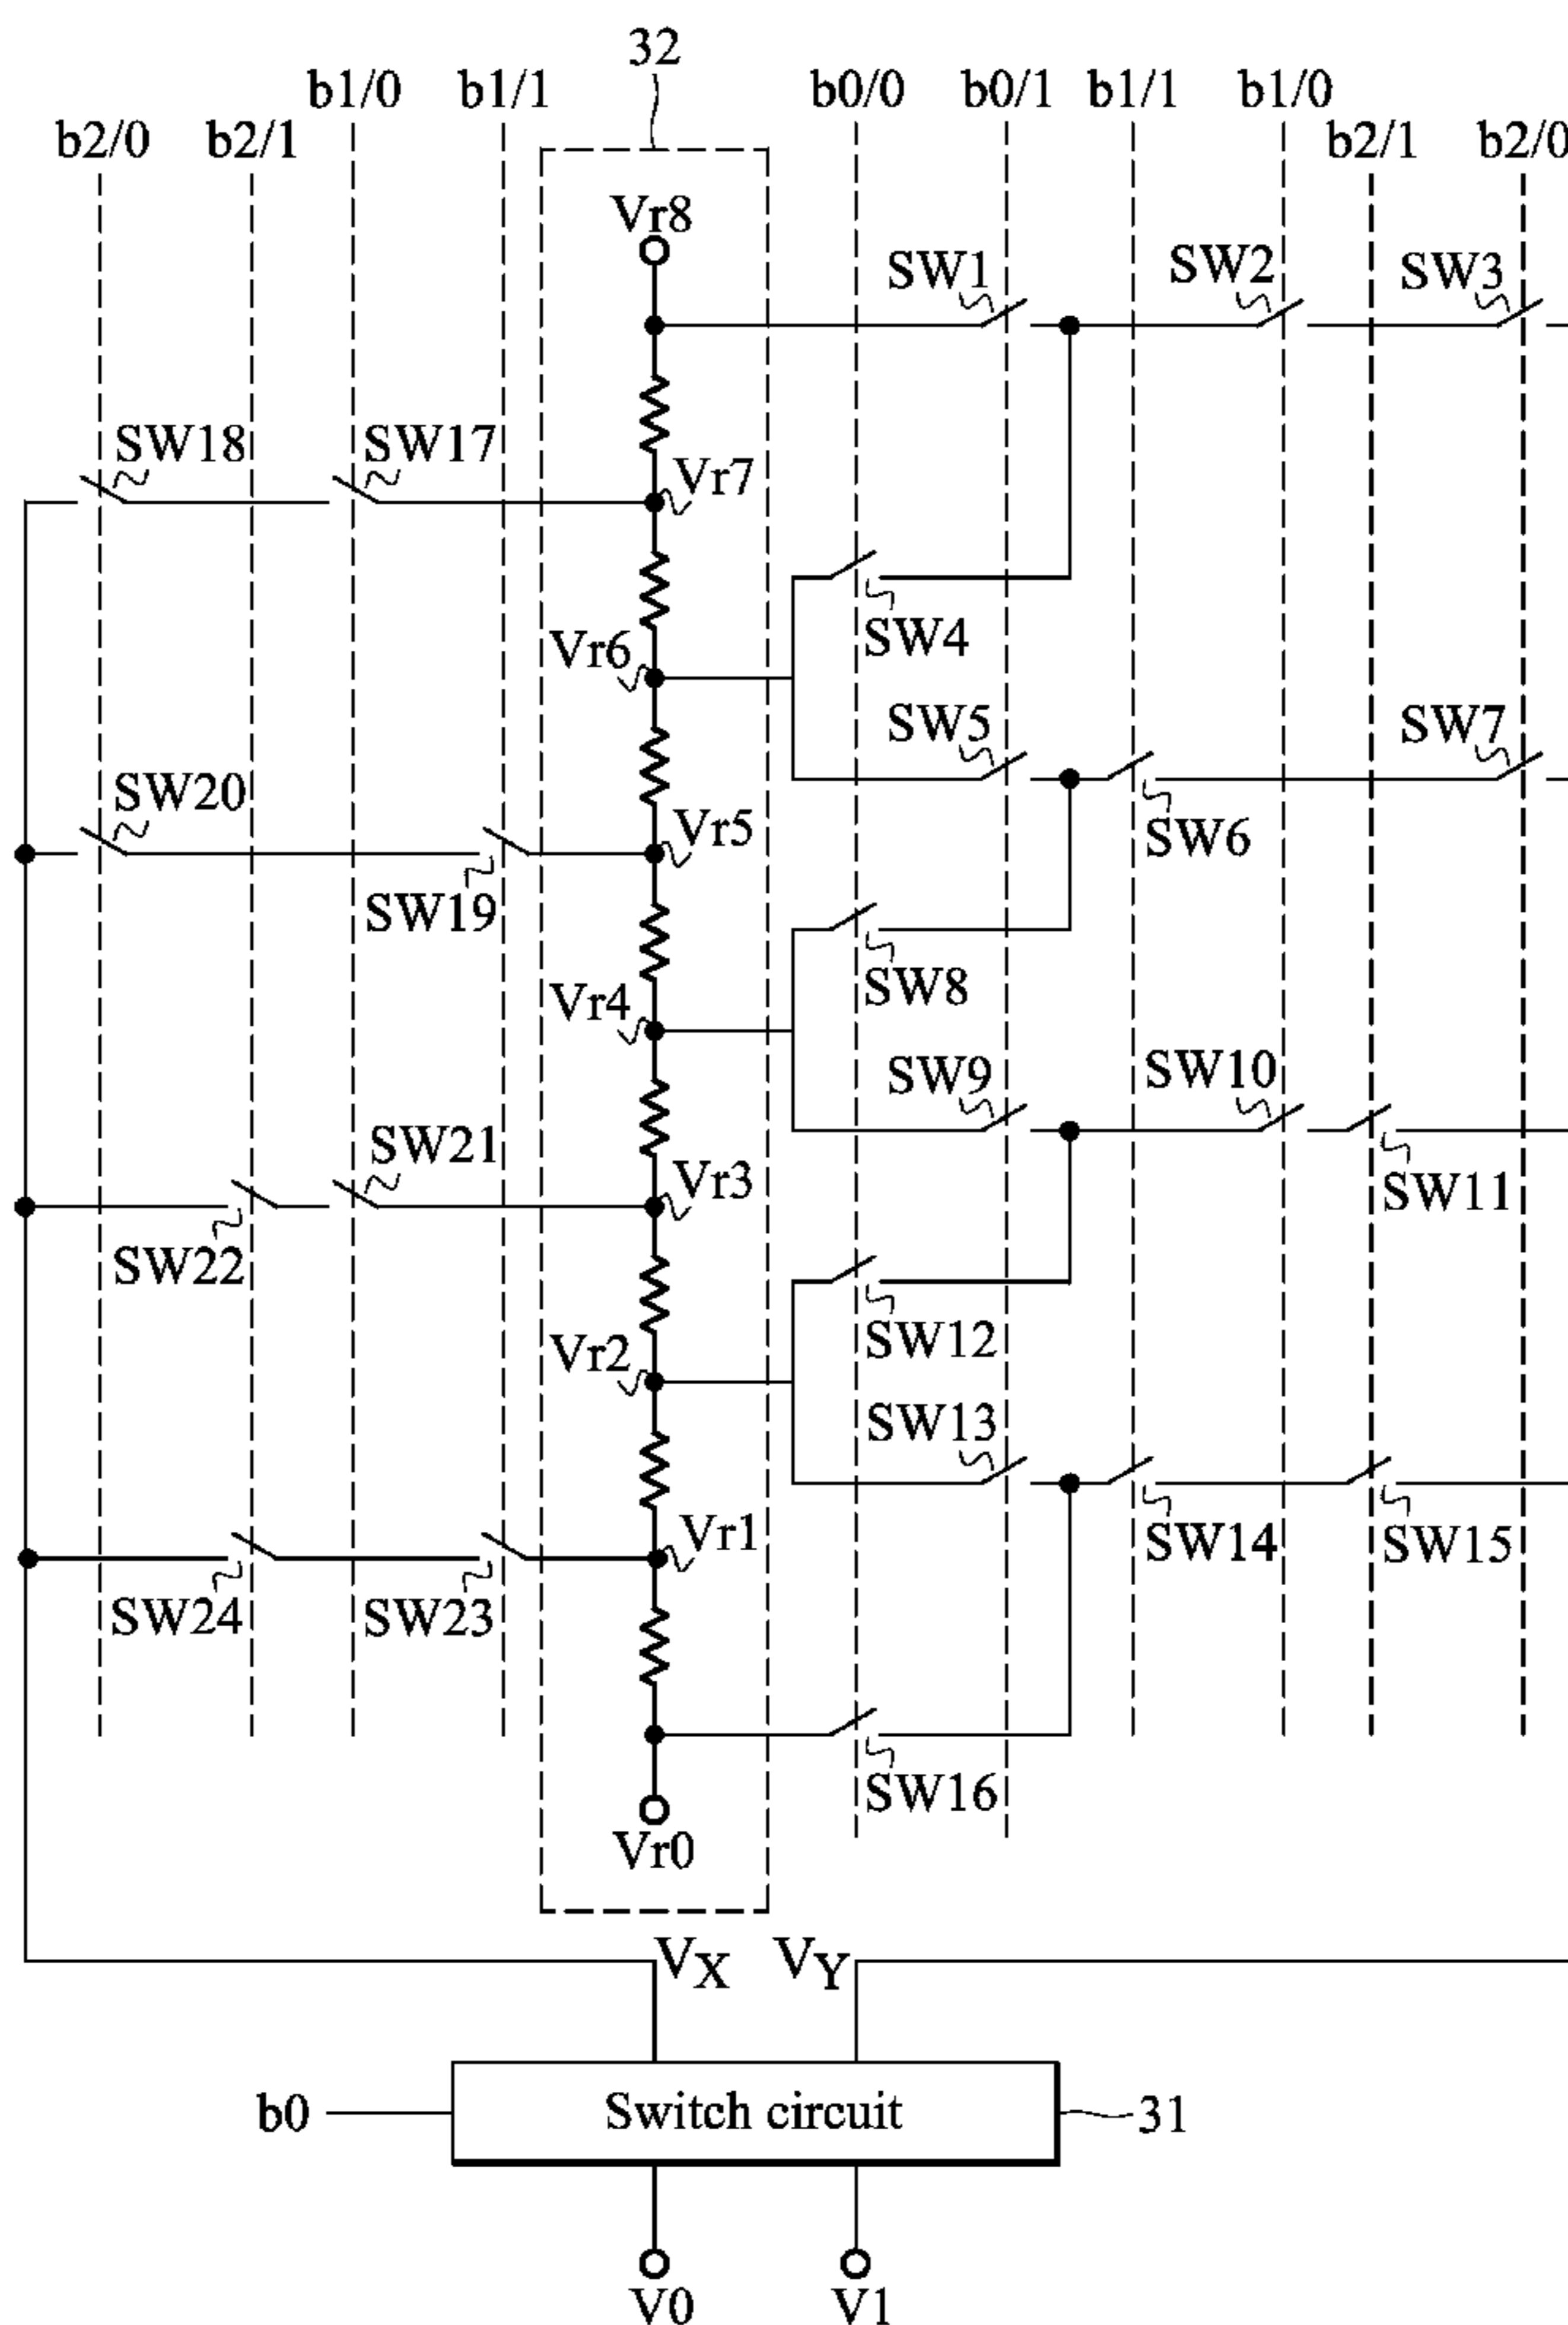 32
b1/0 b1/1 b0/0 b0/1 b1/1 b1/0
b2/0 b2/1 b2/1 b2/0
Vr8
SW1 SW2 SW3
SW18 SW17 Vr7
SW4
Vr6
SW5 SW7
SW20 Vr5 SW6
SW19
SW8
Vr4
SW9 SW10
SW21 Vr3 SW11
SW22
SW12
Vr2
SW13
Vr1 SW14 SW15
SW24 SW23
SW16
Vr0
VX VY
b0 Switch circuit 31
V0 V1